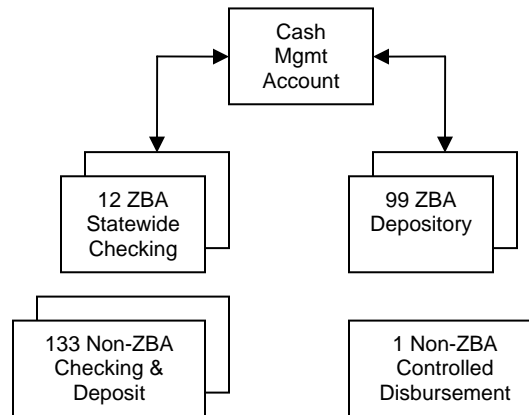 Cash
Mgmt
Account
12 ZBA
Statewide
Checking
99 ZBA
Depository
133 Non-ZBA
Checking &
Deposit
1 Non-ZBA
Controlled
Disbursement